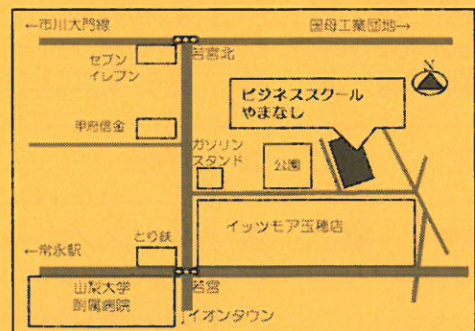 ←市川大門線
国母工業団地→
若宮北
セブン
イレブン
N
ビジネススクール
やまなし
甲府信金
ガソリン
スタンド
公園
イッツモア玉穂店
とり鉄
←常永駅
山梨大学
附属病院
若宮
↓イオンタウン